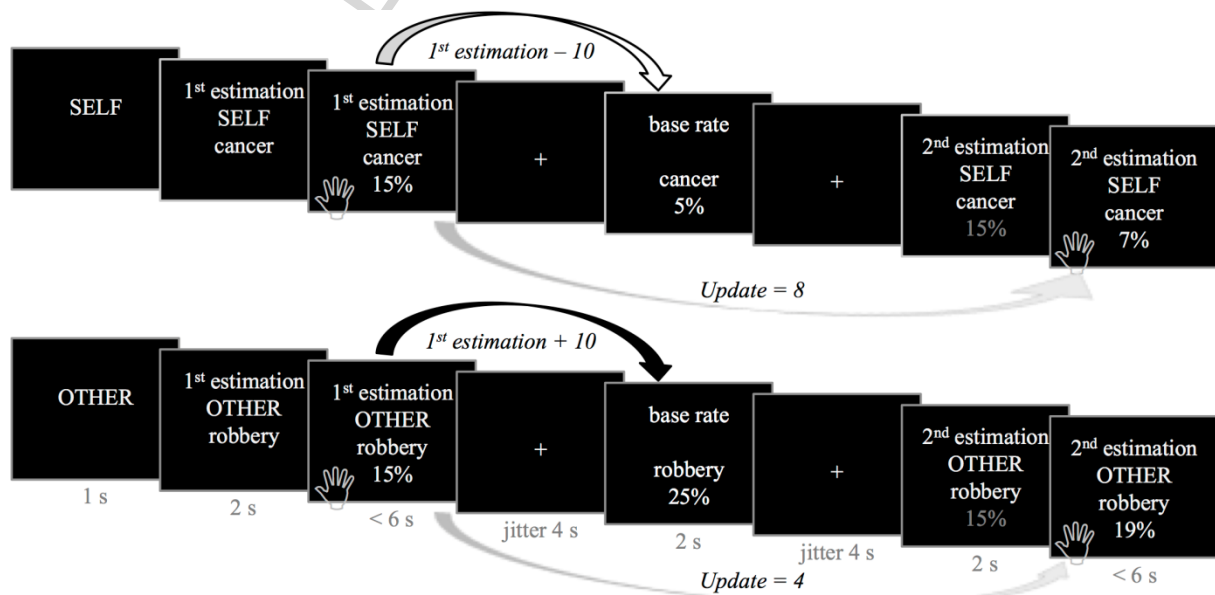 1st estimation – 10
SELF
1st estimation
SELF
cancer
1st estimation
SELF
cancer
15%
+
base rate
cancer
5%
+
2nd estimation
SELF
cancer
15%
2nd estimation
SELF
cancer
7%
Update = 8
1st estimation + 10
OTHER
1st estimation
OTHER
robbery
1st estimation
OTHER
robbery
15%
+
base rate
robbery
25%
+
2nd estimation
OTHER
robbery
15%
2nd estimation
OTHER
robbery
19%
1 s
2 s
< 6 s
jitter 4 s
2 s
jitter 4 s
2 s
< 6 s
Update = 4